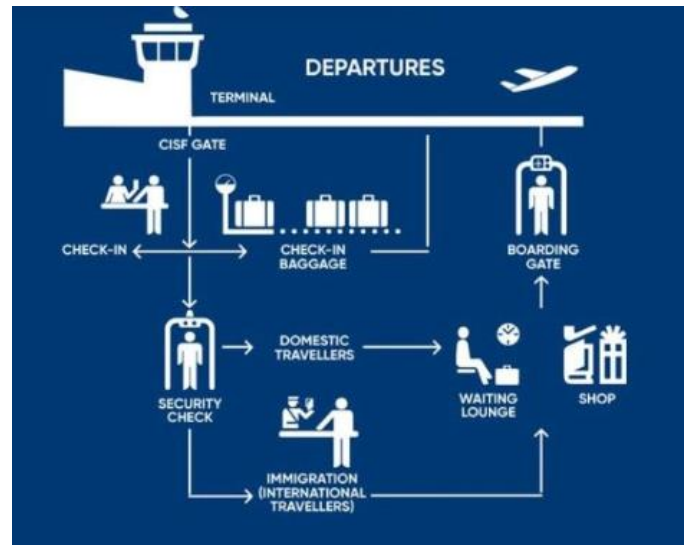 DEPARTURES
TERMINAL
CISF GATE
CHECK-IN
CHECK-IN
BAGGAGE
BOARDING
GATE
SECURITY
CHECK
DOMESTIC
TRAVELLERS
WAITING
LOUNGE
SHOP
IMMIGRATION
(INTERNATIONAL
TRAVELLERS)